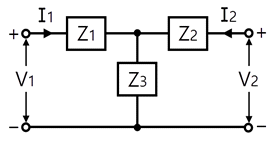 I1 I2
+ Z1 Z2 +
V1 Z3 V2
− −